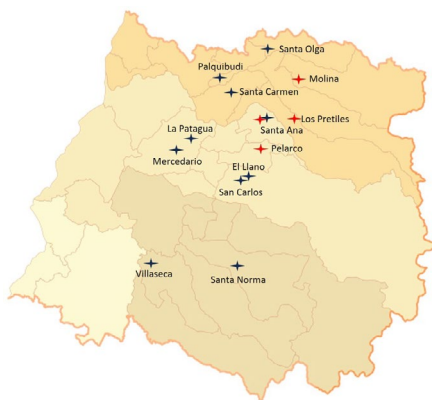 Santa Olga
Palquibudi
Molina
Santa Carmen
Los Pretiles
Santa Ana
La Patagua
Mercedario
Pelarco
El Llano
San Carlos
Villaseca
Santa Norma